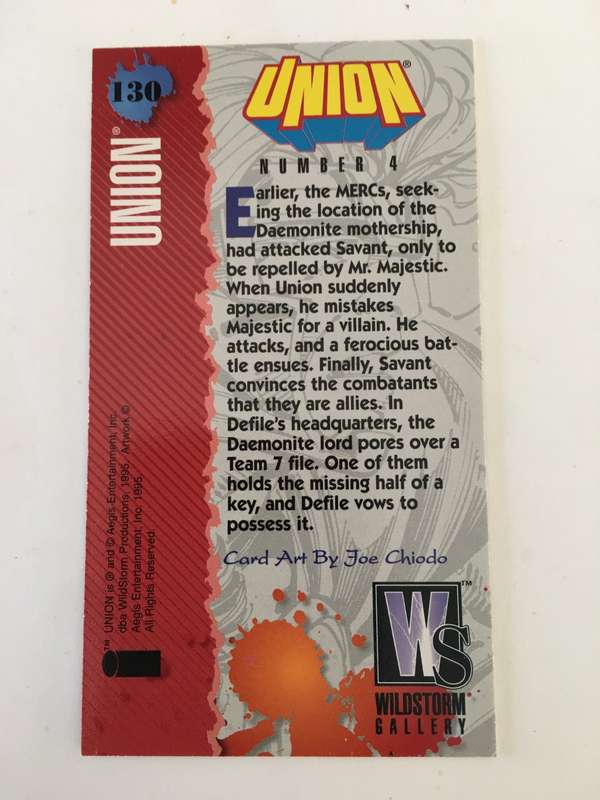 130
UNION®
UNION®
NUMBER 4
Earlier, the MERCs, seek-
ing the location of the
Daemonite mothership,
had attacked Savant, only to
be repelled by Mr. Majestic.
When Union suddenly
appears, he mistakes
Majestic for a villain. He
attacks, and a ferocious bat-
tle ensues. Finally, Savant
convinces the combatants
that they are allies. In
Defile's headquarters, the
Daemonite lord pores over a
Team 7 file. One of them
holds the missing half of a
key, and Defile vows to
possess it.
Card Art By Joe Chiodo
WS™
WILDSTORM®
GALLERY
™ UNION is ® and © Aegis Entertainment, Inc.
dba WildStorm Productions, 1995. Artwork ©
Aegis Entertainment, Inc. 1995.
All Rights Reserved.